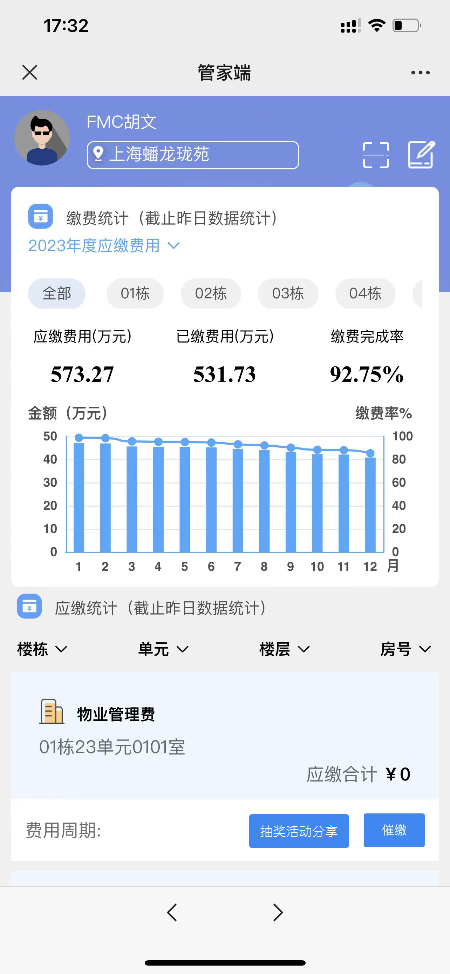 17:32
管家端
FMC胡文
上海蟠龙珑苑
缴费统计（截止昨日数据统计）
2023年度应缴费用
全部 01栋 02栋 03栋 04栋
应缴费用(万元) 已缴费用(万元) 缴费完成率
573.27 531.73 92.75%
金额（万元） 缴费率%
50 100
40 80
30 60
20 40
10 20
0 0
1 2 3 4 5 6 7 8 9 10 11 12 月
应缴统计（截止昨日数据统计）
楼栋 单元 楼层 房号
物业管理费
01栋23单元0101室
应缴合计 ¥0
费用周期: 抽奖活动分享 催缴